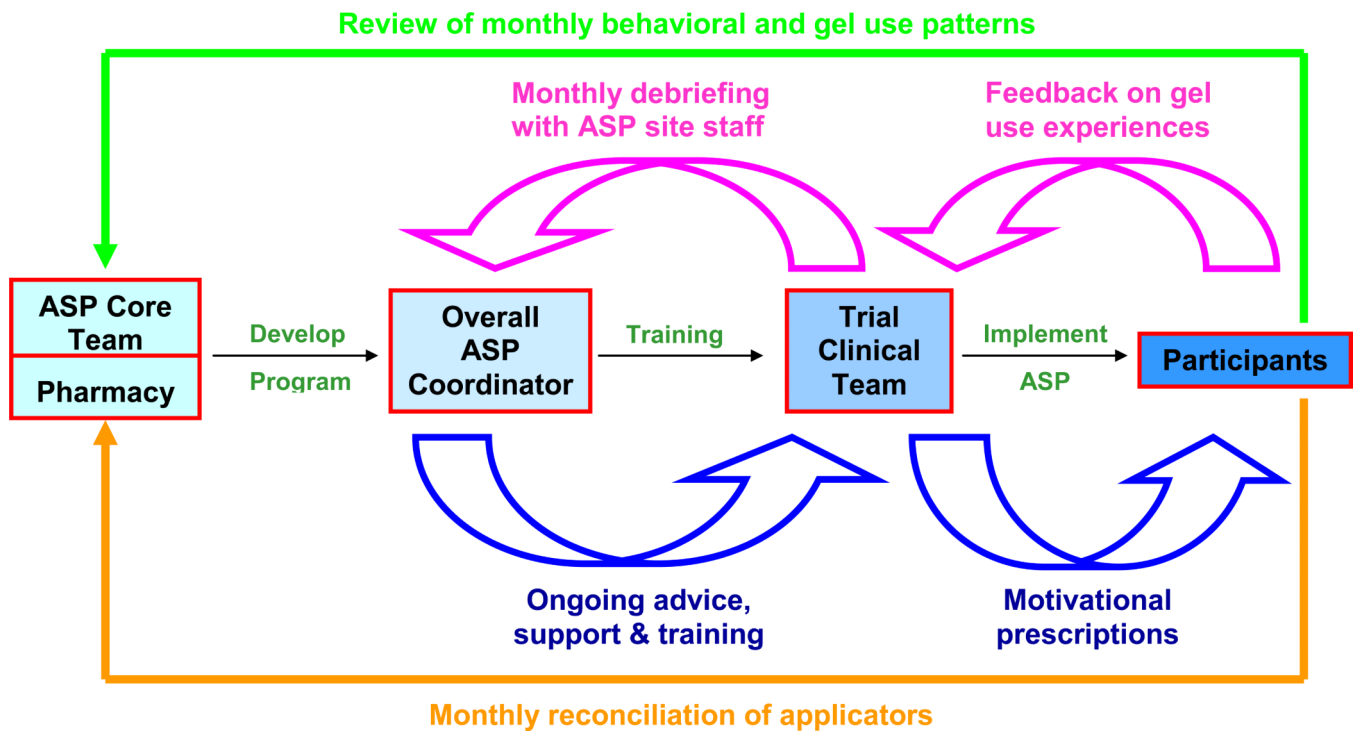 Review of monthly behavioral and gel use patterns
Monthly debriefing
with ASP site staff
Feedback on gel
use experiences
ASP Core
Team
Pharmacy
Develop
Program
Overall
ASP
Coordinator
Training
Trial
Clinical
Team
Implement
ASP
Participants
Ongoing advice,
support & training
Motivational
prescriptions
Monthly reconciliation of applicators